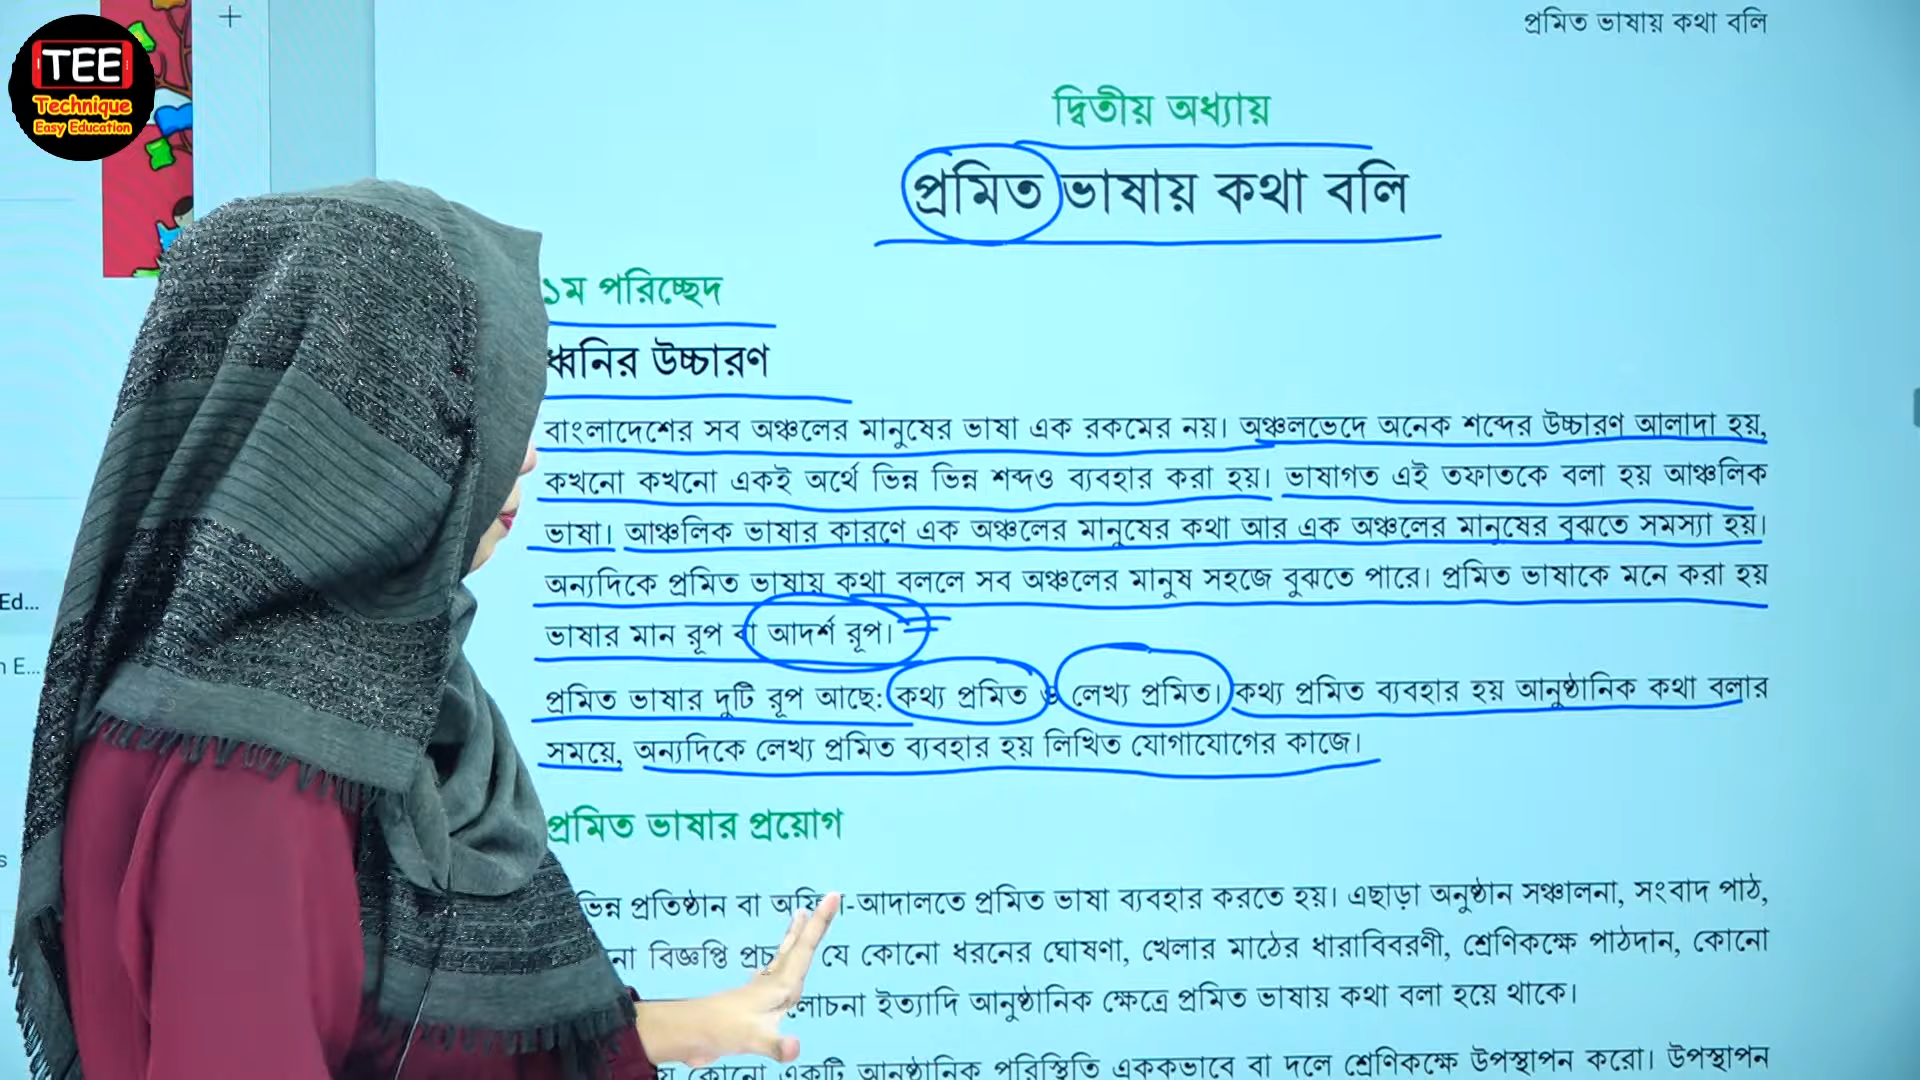 TEE
Technique
Easy Education
+
প্রমিত ভাষায় কথা বলি
দ্বিতীয় অধ্যায়
প্রমিত ভাষায় কথা বলি
১ম পরিচ্ছেদ
ধ্বনির উচ্চারণ
বাংলাদেশের সব অঞ্চলের মানুষের ভাষা এক রকমের নয়। অঞ্চলভেদে অনেক শব্দের উচ্চারণ আলাদা হয়,
কখনো কখনো একই অর্থে ভিন্ন ভিন্ন শব্দও ব্যবহার করা হয়। ভাষাগত এই তফাতকে বলা হয় আঞ্চলিক
ভাষা। আঞ্চলিক ভাষার কারণে এক অঞ্চলের মানুষের কথা আর এক অঞ্চলের মানুষের বুঝতে সমস্যা হয়।
অন্যদিকে প্রমিত ভাষায় কথা বললে সব অঞ্চলের মানুষ সহজে বুঝতে পারে। প্রমিত ভাষাকে মনে করা হয়
ভাষার মান রূপ বা আদর্শ রূপ।
প্রমিত ভাষার দুটি রূপ আছে: কথ্য প্রমিত ও লেখ্য প্রমিত। কথ্য প্রমিত ব্যবহার হয় আনুষ্ঠানিক কথা বলার
সময়ে, অন্যদিকে লেখ্য প্রমিত ব্যবহার হয় লিখিত যোগাযোগের কাজে।
Ed...
E...
প্রমিত ভাষার প্রয়োগ
প্রতিষ্ঠান বা অফিস-আদালতে প্রমিত ভাষা ব্যবহার করতে হয়। এছাড়া অনুষ্ঠান সঞ্চালনা, সংবাদ পাঠ,
বিজ্ঞপ্তি যে কোনো ধরনের ঘোষণা, খেলার মাঠের ধারাবিবরণী, শ্রেণিকক্ষে পাঠদান, কোনো
ইত্যাদি আনুষ্ঠানিক ক্ষেত্রে প্রমিত ভাষায় কথা বলা হয়ে থাকে।
কোনো একটি আনুষ্ঠানিক পরিস্থিতি এককভাবে বা দলে শ্রেণিকক্ষে উপস্থাপন করো। উপস্থাপন